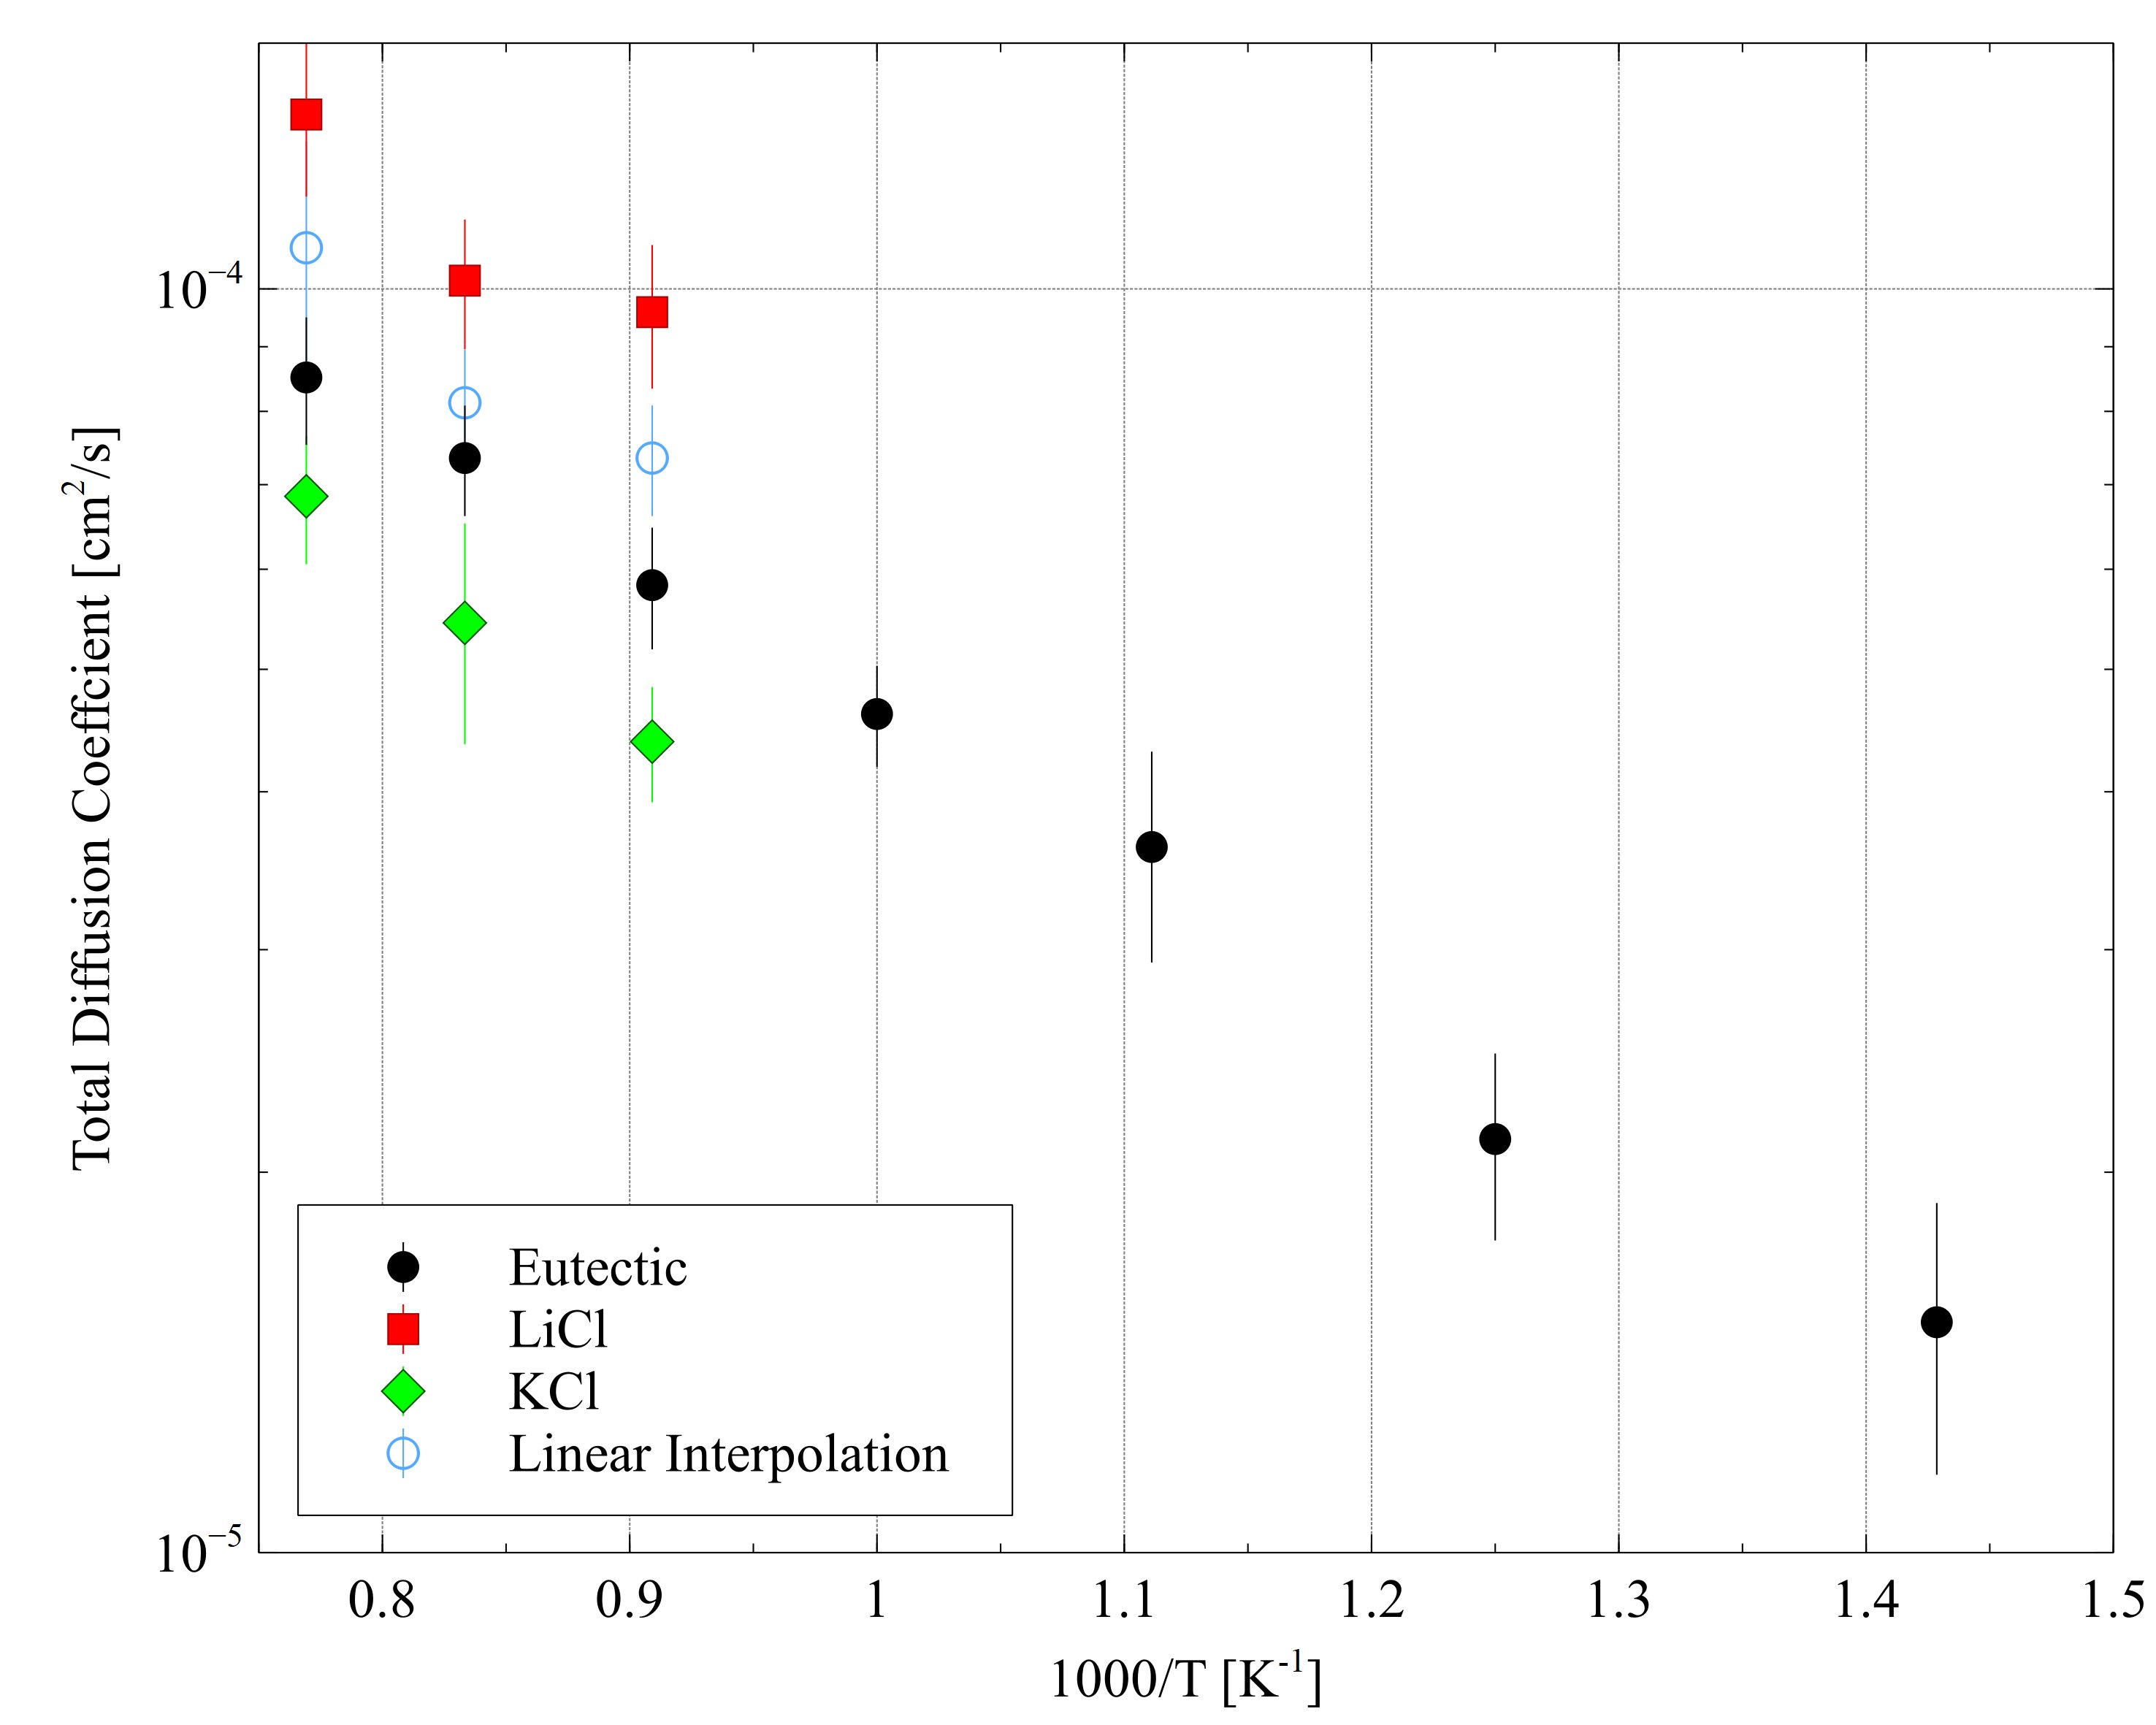 Total Diffusion Coeffcient [cm²/s]
10⁻⁴
10⁻⁵
Eutectic
LiCl
KCl
Linear Interpolation
0.8 0.9 1 1.1 1.2 1.3 1.4 1.5
1000/T [K⁻¹]